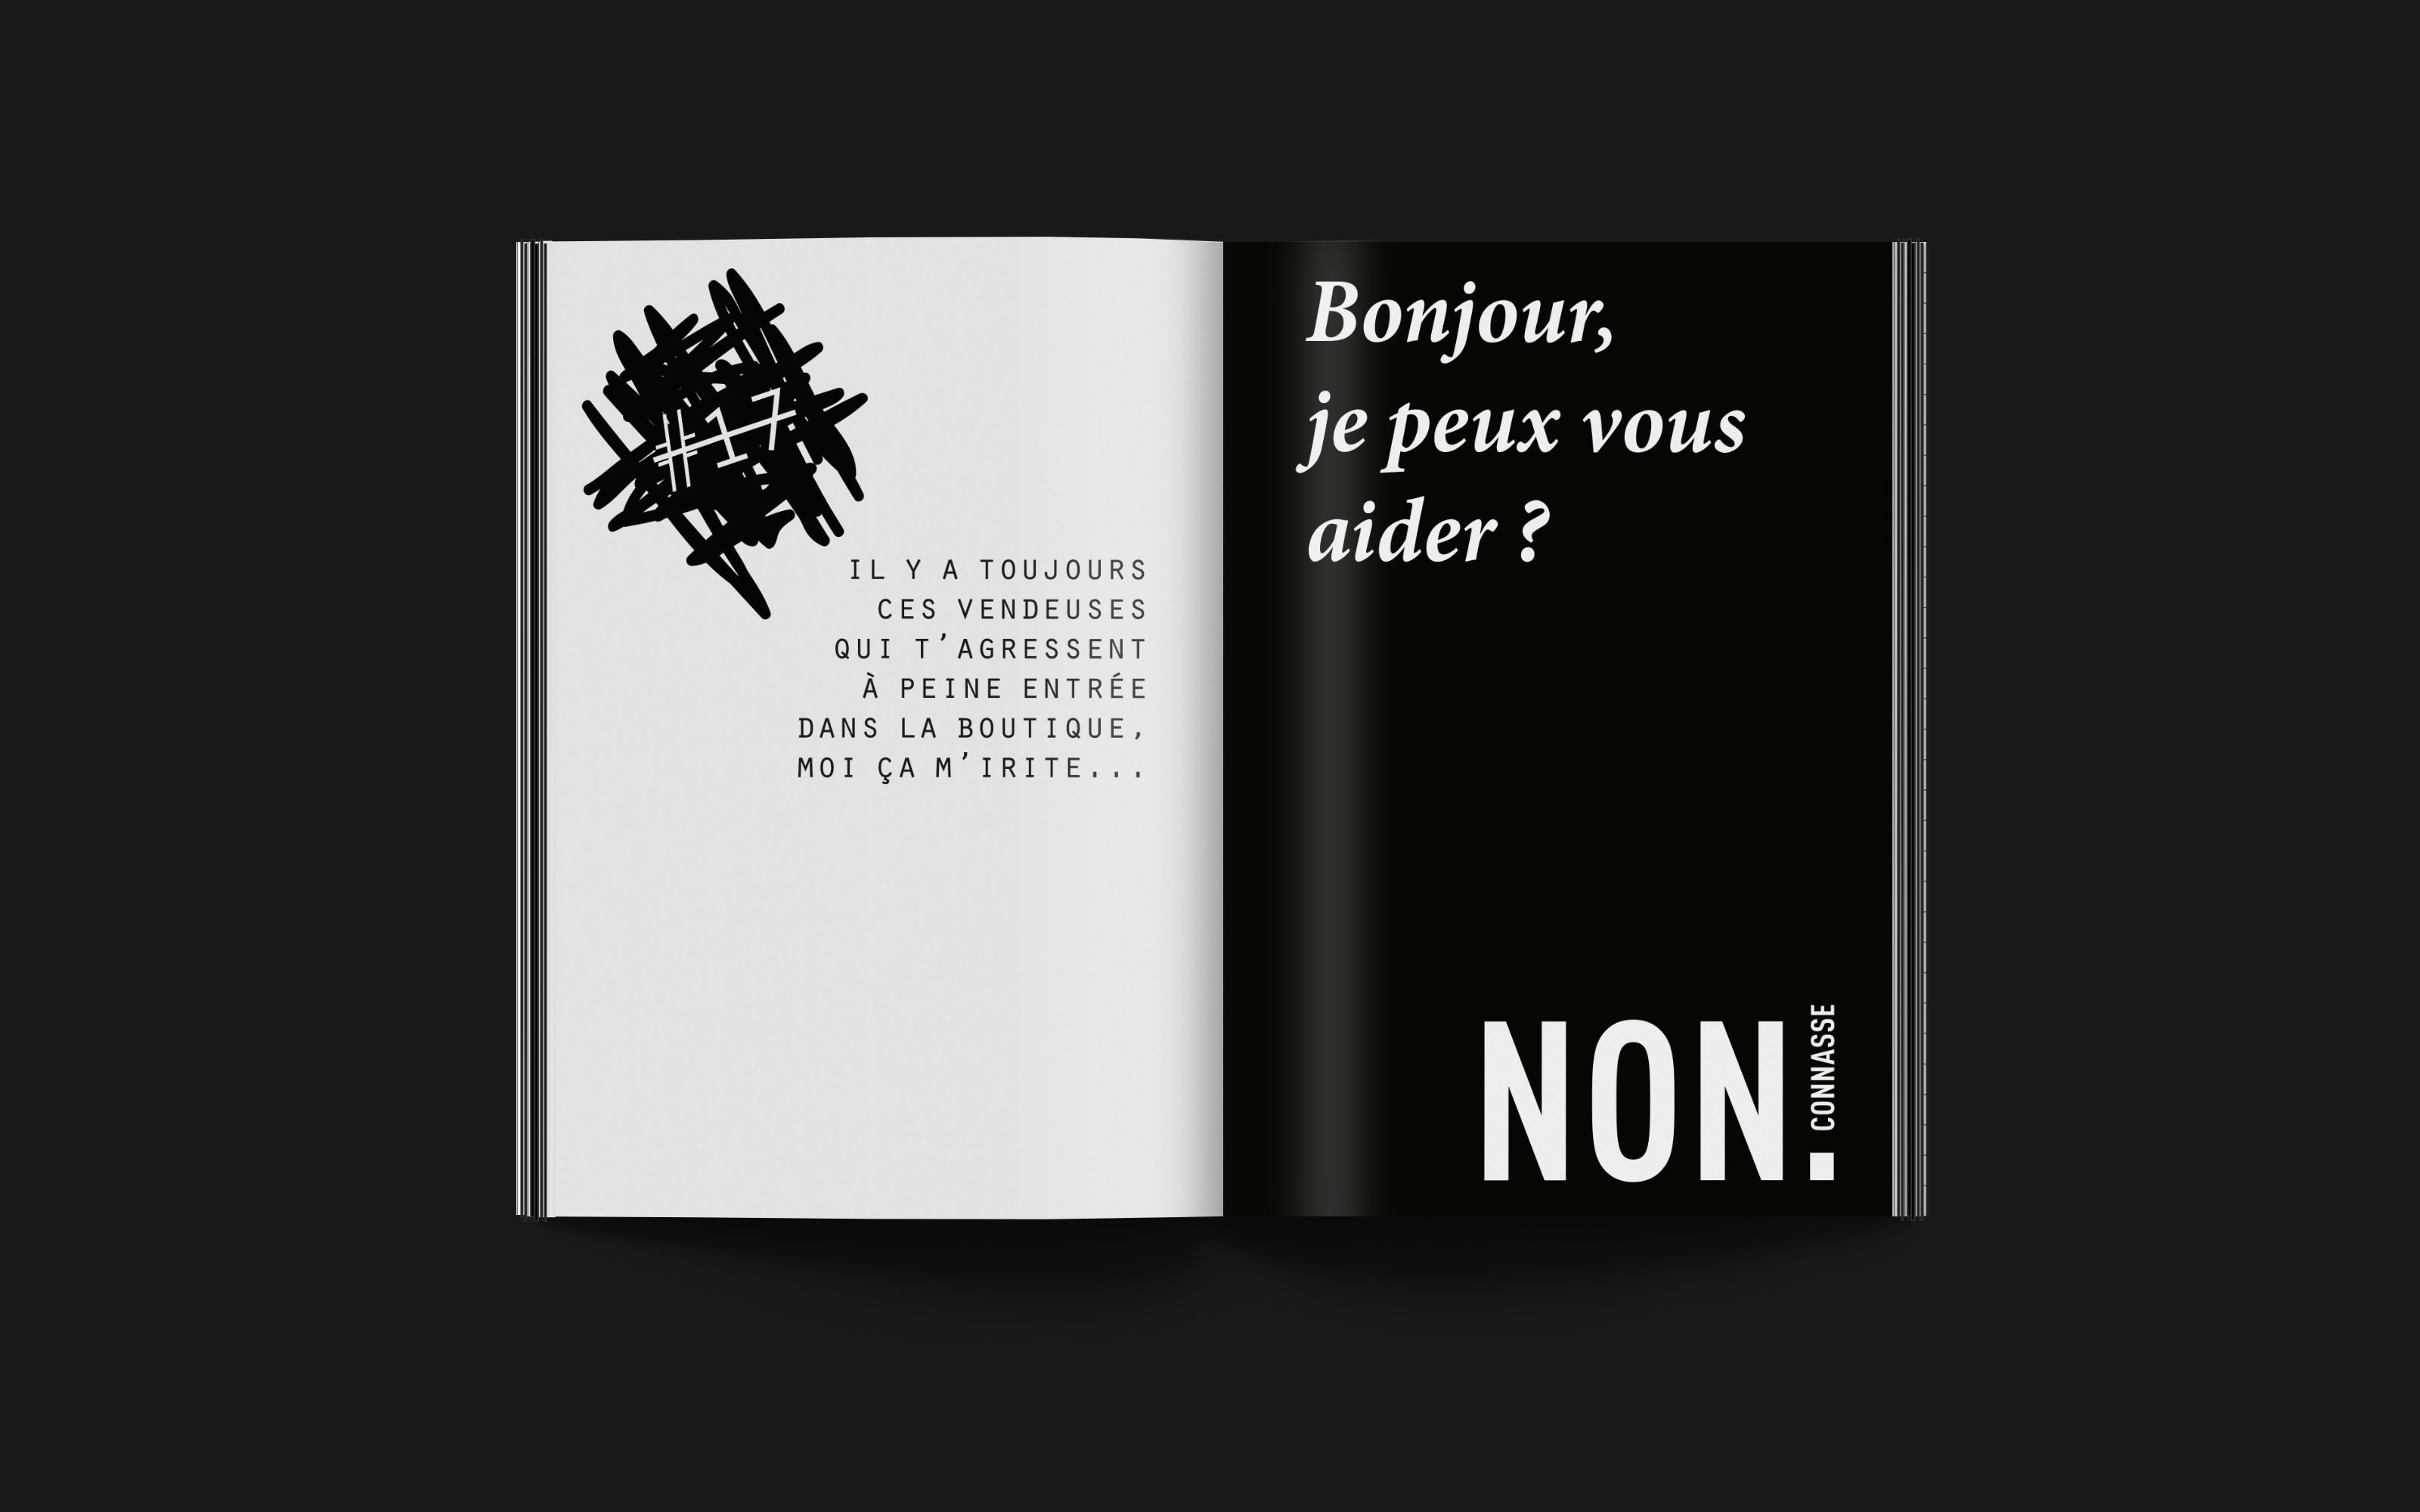 #17
IL Y A TOUJOURS
CES VENDEUSES
QUI T’AGRESSENT
À PEINE ENTRÉE
DANS LA BOUTIQUE,
MOI ÇA M’IRITE...
Bonjour,
je peux vous
aider ?
NON.
CONNASSE